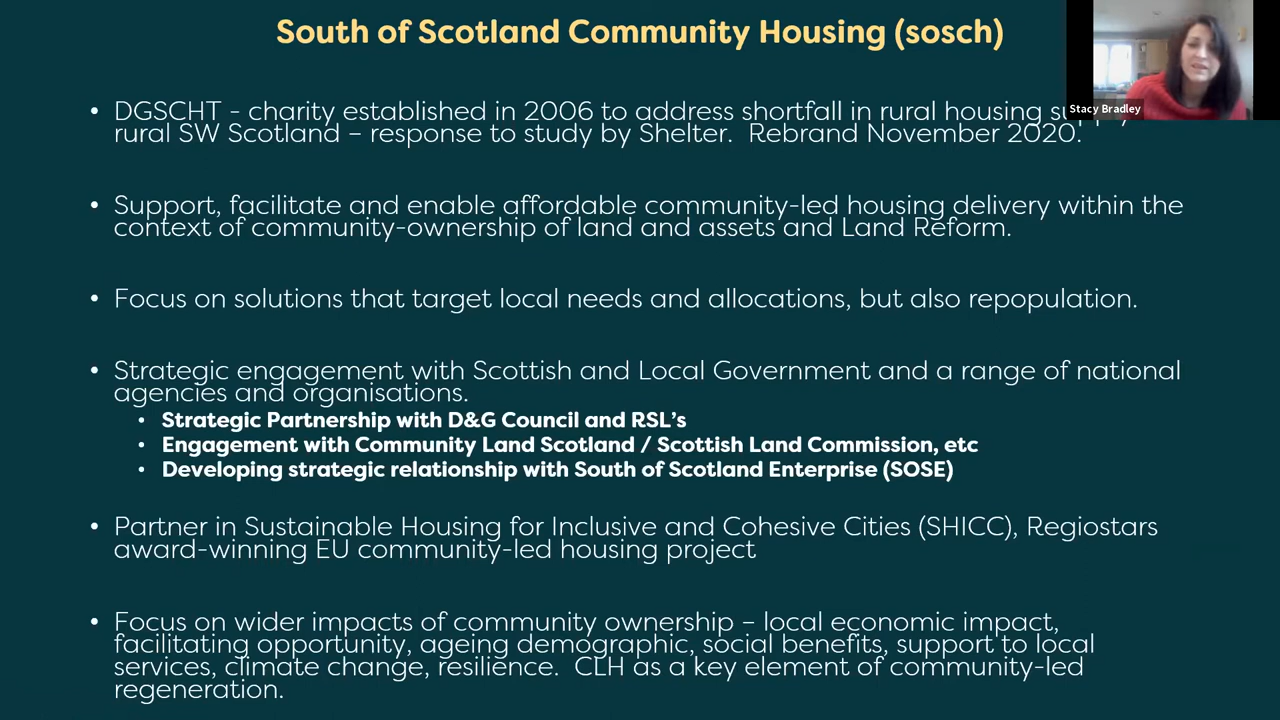 South of Scotland Community Housing (sosch)
Stacy Bradley
• DGSCHT - charity established in 2006 to address shortfall in rural housing
rural SW Scotland – response to study by Shelter. Rebrand November 2020.
• Support, facilitate and enable affordable community-led housing delivery within the
context of community-ownership of land and assets and Land Reform.
• Focus on solutions that target local needs and allocations, but also repopulation.
• Strategic engagement with Scottish and Local Government and a range of national
agencies and organisations.
• Strategic Partnership with D&G Council and RSL's
• Engagement with Community Land Scotland / Scottish Land Commission, etc
• Developing strategic relationship with South of Scotland Enterprise (SOSE)
• Partner in Sustainable Housing for Inclusive and Cohesive Cities (SHICC), Regiostars
award-winning EU community-led housing project
• Focus on wider impacts of community ownership – local economic impact,
facilitating opportunity, ageing demographic, social benefits, support to local
services, climate change, resilience. CLH as a key element of community-led
regeneration.